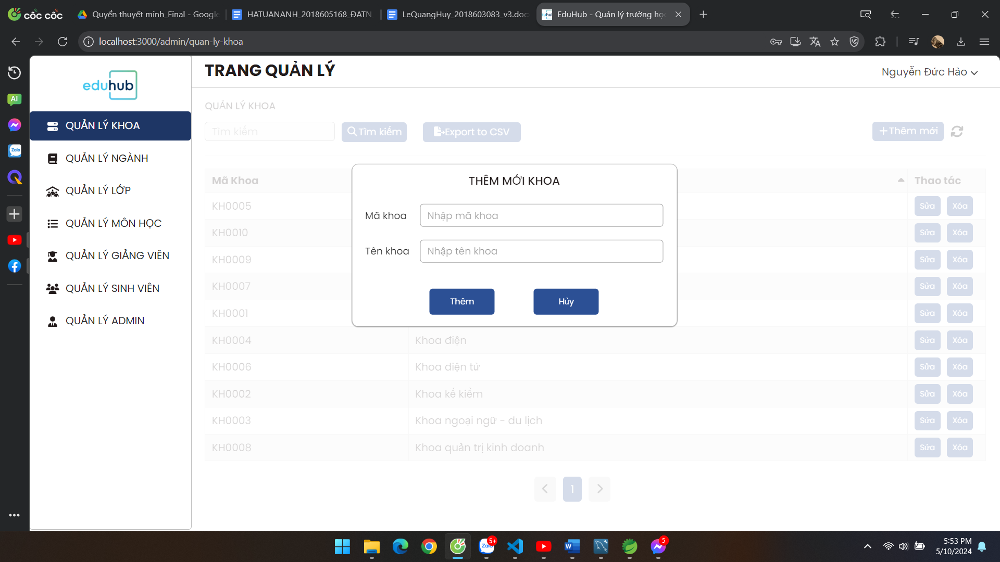 cốc cốc
Quyển thuyết minh_Final - Google
HATUANANH_2018605168_ĐATN_
LeQuangHuy_2018603083_v3.doc
EduHub - Quản lý trường họ
localhost:3000/admin/quan-ly-khoa
eduhub
TRANG QUẢN LÝ
Nguyễn Đức Hảo
QUẢN LÝ KHOA
QUẢN LÝ NGÀNH
QUẢN LÝ LỚP
QUẢN LÝ MÔN HỌC
QUẢN LÝ GIẢNG VIÊN
QUẢN LÝ SINH VIÊN
QUẢN LÝ ADMIN
AI
Zalo
QUẢN LÝ KHOA
Tìm kiếm
Tìm kiếm
Export to CSV
Thêm mới
Mã Khoa
Thao tác
KH0005 Sửa Xóa
KH0010 Sửa Xóa
KH0009 Sửa Xóa
KH0007 Sửa Xóa
KH0001 Sửa Xóa
KH0004 Khoa điện Sửa Xóa
KH0006 Khoa điện tử Sửa Xóa
KH0002 Khoa kế kiểm Sửa Xóa
KH0003 Khoa ngoại ngữ - du lịch Sửa Xóa
KH0008 Khoa quản trị kinh doanh Sửa Xóa
1
THÊM MỚI KHOA
Mã khoa
Nhập mã khoa
Tên khoa
Nhập tên khoa
Thêm
Hủy
Zalo
5+
W
5
5:53 PM
5/10/2024